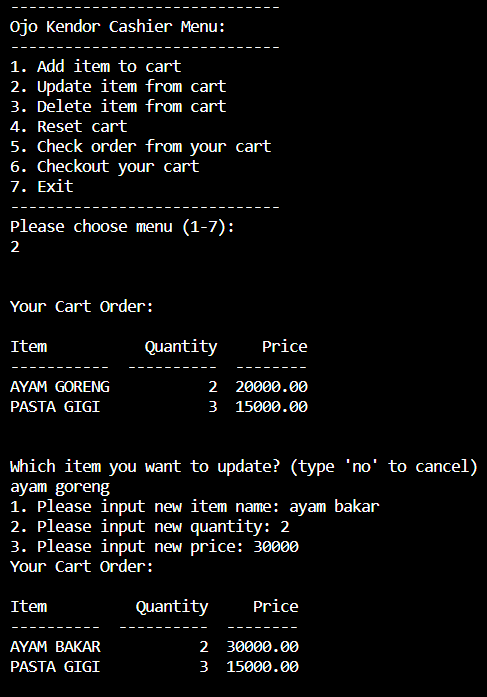 ------------------------------
Ojo Kendor Cashier Menu:
------------------------------
1. Add item to cart
2. Update item from cart
3. Delete item from cart
4. Reset cart
5. Check order from your cart
6. Checkout your cart
7. Exit
------------------------------
Please choose menu (1-7):
2
Your Cart Order:
Item           Quantity     Price
-----------  ----------  --------
AYAM GORENG           2  20000.00
PASTA GIGI            3  15000.00
Which item you want to update? (type 'no' to cancel)
ayam goreng
1. Please input new item name: ayam bakar
2. Please input new quantity: 2
3. Please input new price: 30000
Your Cart Order:
Item          Quantity     Price
----------  ----------  --------
AYAM BAKAR           2  30000.00
PASTA GIGI           3  15000.00